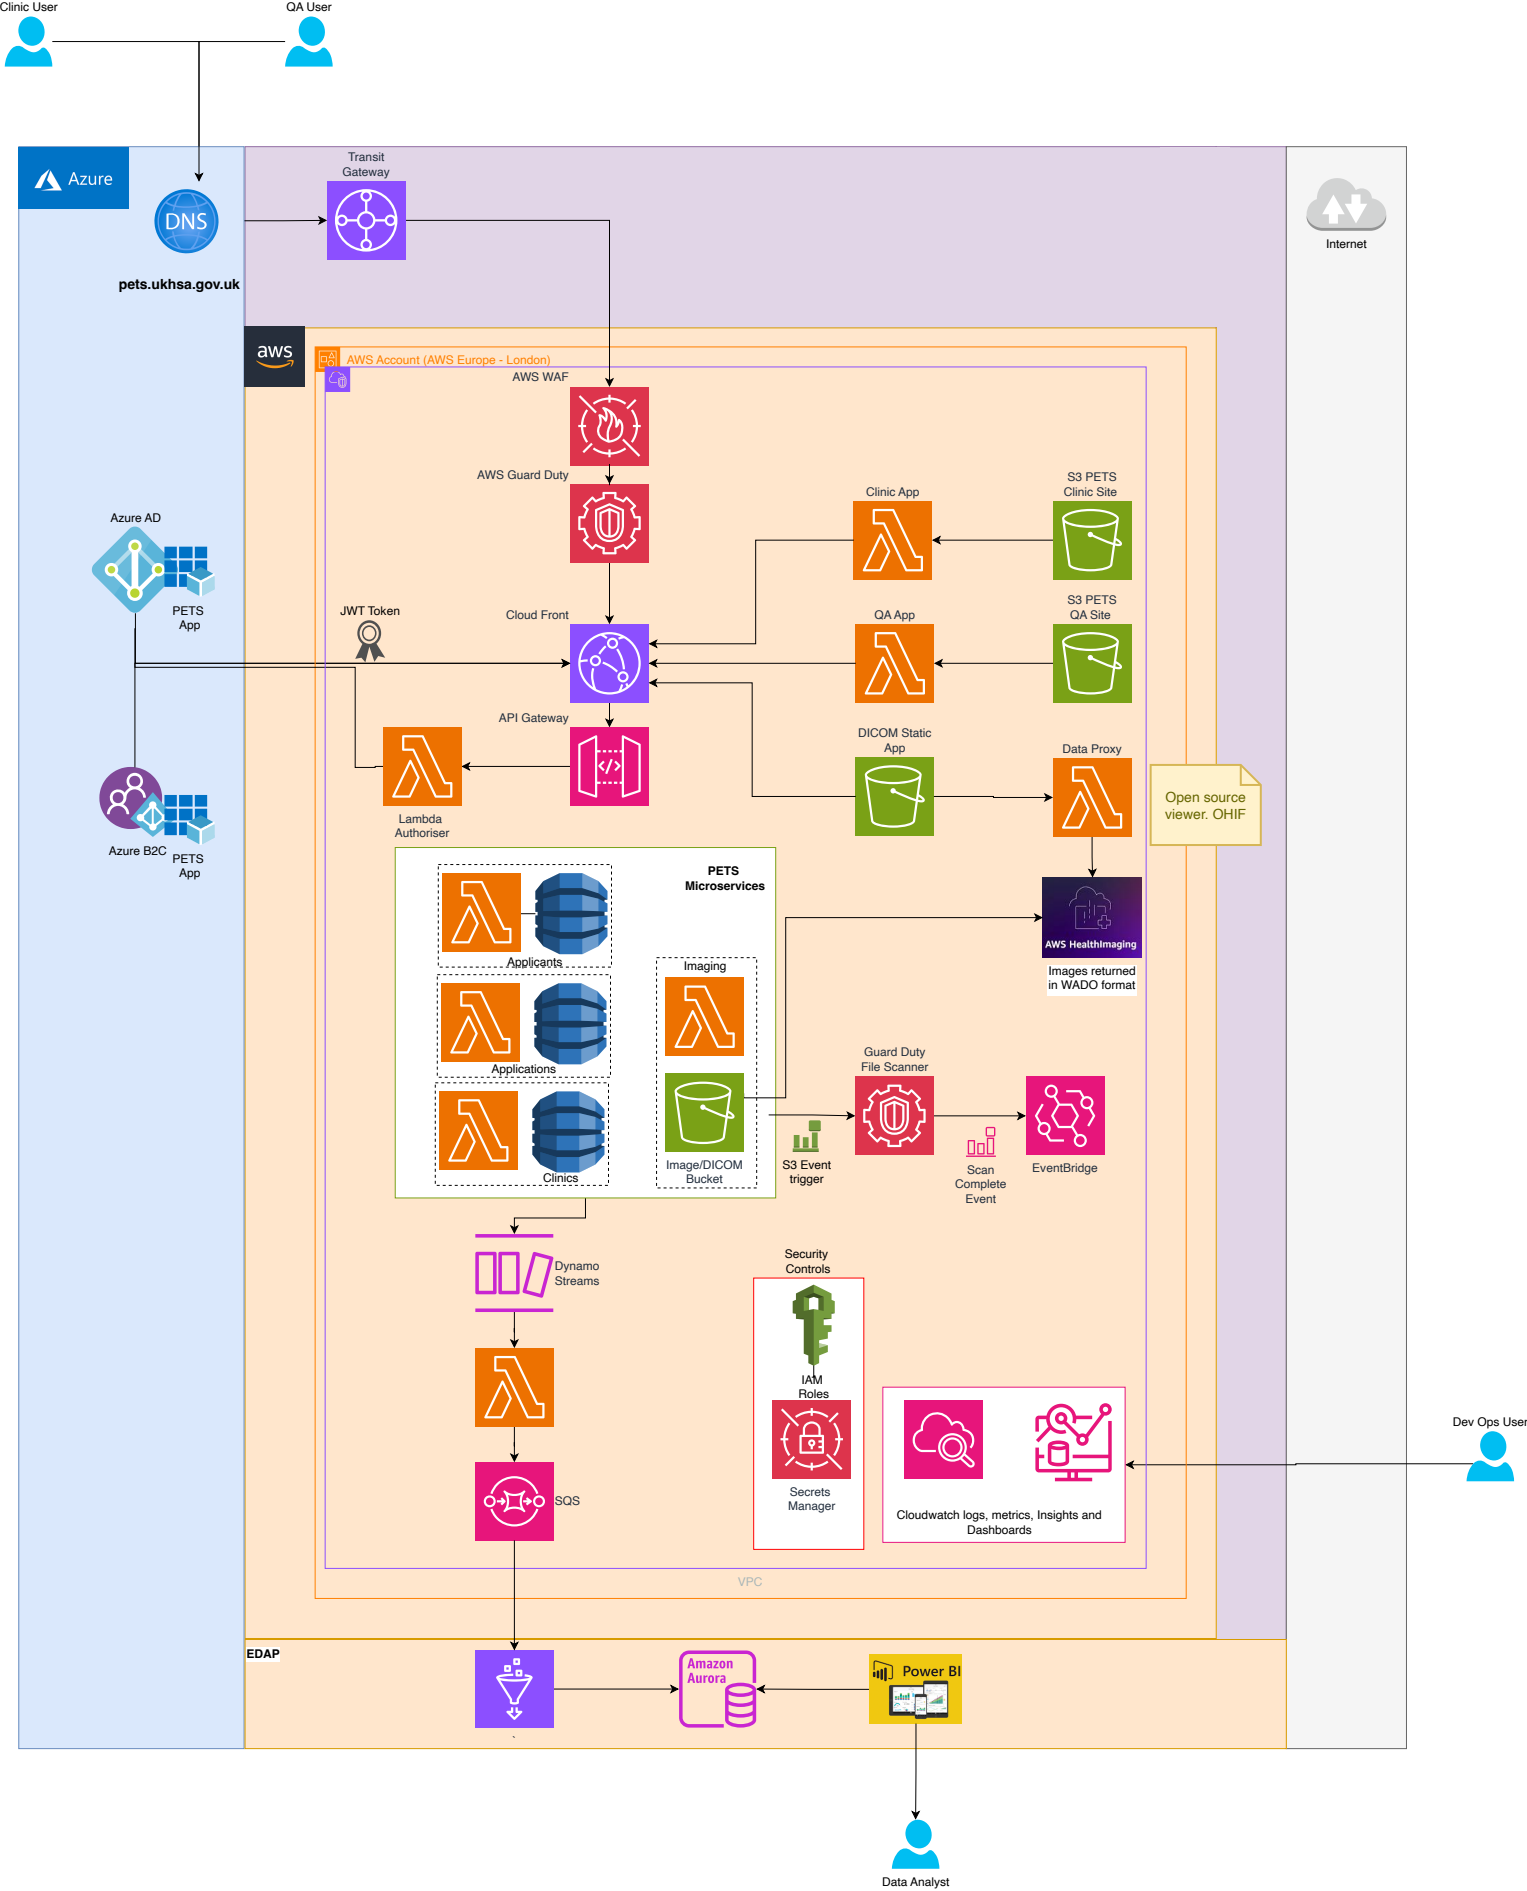 Clinic User
QA User
Azure
DNS
pets.ukhsa.gov.uk
Transit
Gateway
Internet
aws
AWS Account (AWS Europe - London)
AWS WAF
AWS Guard Duty
Clinic App
S3 PETS
Clinic Site
Azure AD
PETS
App
JWT Token
Cloud Front
QA App
S3 PETS
QA Site
API Gateway
</>
DICOM Static
App
Data Proxy
Open source
viewer. OHIF
Lambda
Authoriser
Azure B2C
PETS
App
PETS
Microservices
Applicants
Applications
Clinics
Imaging
Image/DICOM
Bucket
AWS HealthImaging
Images returned
in WADO format
Guard Duty
File Scanner
S3 Event
trigger
Scan
Complete
Event
EventBridge
Dynamo
Streams
Security
Controls
IAM
Roles
Secrets
Manager
Cloudwatch logs, metrics, Insights and
Dashboards
Dev Ops User
SQS
VPC
EDAP
Amazon
Aurora
Power BI
`
Data Analyst